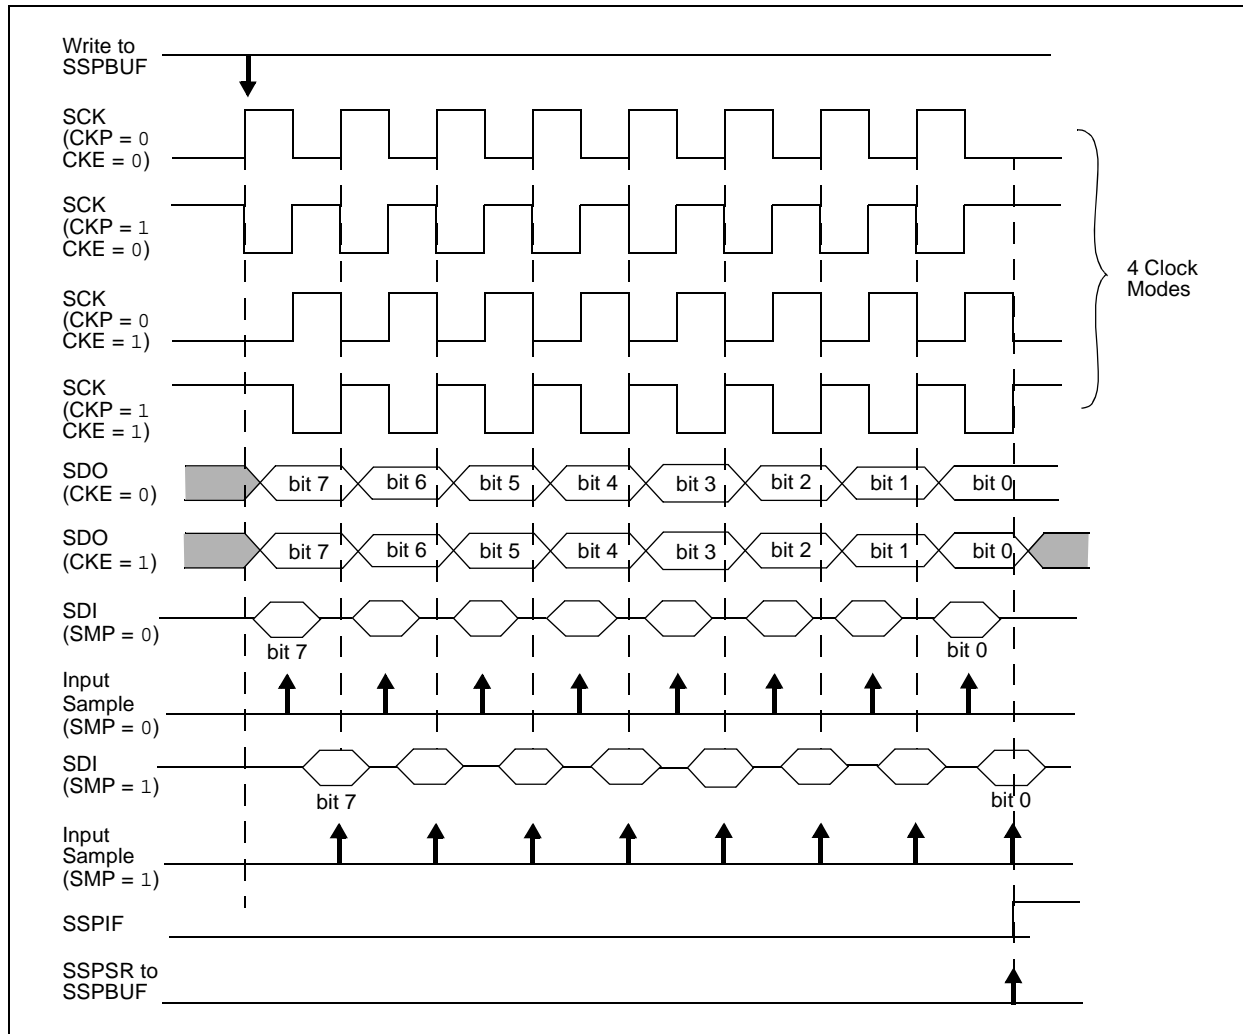 Write to
SSPBUF
SCK
(CKP = 0
CKE = 0)
SCK
(CKP = 1
CKE = 0)
4 Clock
Modes
SCK
(CKP = 0
CKE = 1)
SCK
(CKP = 1
CKE = 1)
SDO
(CKE = 0)
bit 7 bit 6 bit 5 bit 4 bit 3 bit 2 bit 1 bit 0
SDO
(CKE = 1)
bit 7 bit 6 bit 5 bit 4 bit 3 bit 2 bit 1 bit 0
SDI
(SMP = 0)
bit 7 bit 0
Input
Sample
(SMP = 0)
SDI
(SMP = 1)
bit 7 bit 0
Input
Sample
(SMP = 1)
SSPIF
SSPSR to
SSPBUF